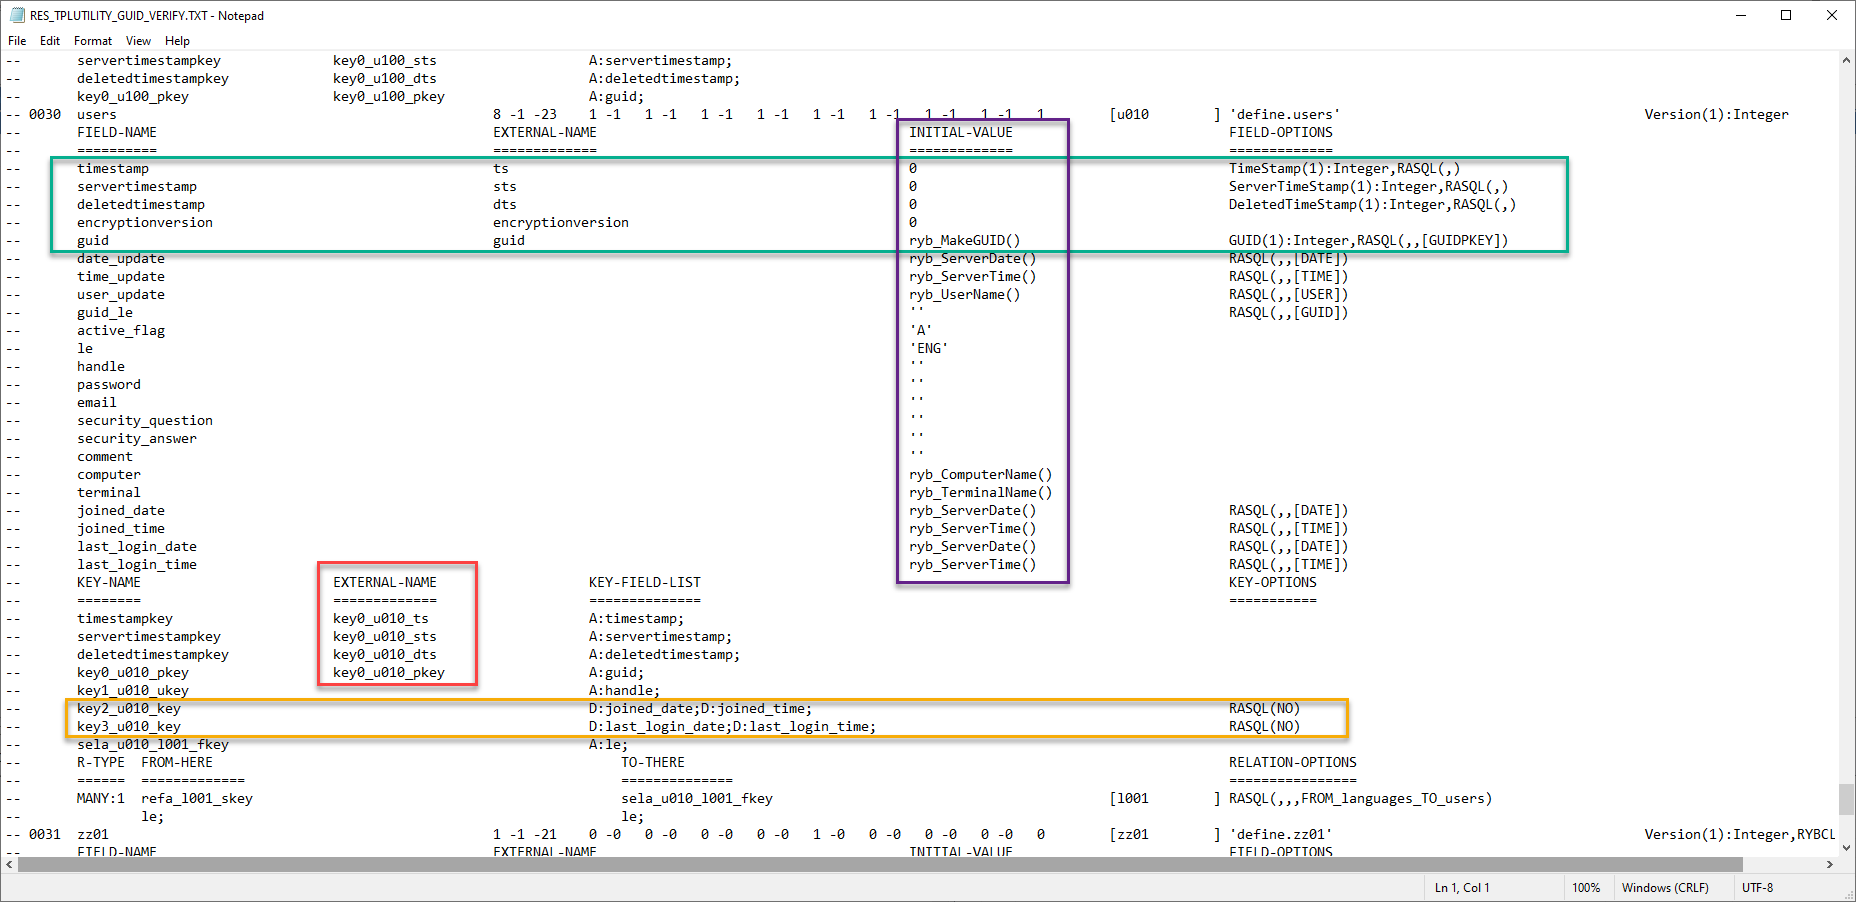 RES_TPLUTILITY_GUID_VERIFY.TXT - Notepad
File Edit Format View Help
-- servertimestampkey key0_u100_sts A:servertimestamp;
-- deletedtimestampkey key0_u100_dts A:deletedtimestamp;
-- key0_u100_pkey key0_u100_pkey A:guid;
-- 0030 users 8 -1 -23 1 -1 1 -1 1 -1 1 -1 1 -1 1 -1 1 -1 1 -1 1 [u010 ] 'define.users' Version(1):Integer
-- FIELD-NAME EXTERNAL-NAME INITIAL-VALUE FIELD-OPTIONS
-- ========== ============= ============= =============
-- timestamp ts 0 TimeStamp(1):Integer,RASQL(,)
-- servertimestamp sts 0 ServerTimeStamp(1):Integer,RASQL(,)
-- deletedtimestamp dts 0 DeletedTimeStamp(1):Integer,RASQL(,)
-- encryptionversion encryptionversion 0
-- guid guid ryb_MakeGUID() GUID(1):Integer,RASQL(,,[GUIDPKEY])
-- date_update ryb_ServerDate() RASQL(,,[DATE])
-- time_update ryb_ServerTime() RASQL(,,[TIME])
-- user_update ryb_UserName() RASQL(,,[USER])
-- guid_le '' RASQL(,,[GUID])
-- active_flag 'A'
-- le 'ENG'
-- handle ''
-- password ''
-- email ''
-- security_question ''
-- security_answer ''
-- comment ''
-- computer ryb_ComputerName()
-- terminal ryb_TerminalName()
-- joined_date ryb_ServerDate() RASQL(,,[DATE])
-- joined_time ryb_ServerTime() RASQL(,,[TIME])
-- last_login_date ryb_ServerDate() RASQL(,,[DATE])
-- last_login_time ryb_ServerTime() RASQL(,,[TIME])
-- KEY-NAME EXTERNAL-NAME KEY-FIELD-LIST KEY-OPTIONS
-- ======== ============= ============== ===========
-- timestampkey key0_u010_ts A:timestamp;
-- servertimestampkey key0_u010_sts A:servertimestamp;
-- deletedtimestampkey key0_u010_dts A:deletedtimestamp;
-- key0_u010_pkey key0_u010_pkey A:guid;
-- key1_u010_ukey A:handle;
-- key2_u010_key D:joined_date;D:joined_time; RASQL(NO)
-- key3_u010_key D:last_login_date;D:last_login_time; RASQL(NO)
-- sela_u010_l001_fkey A:le;
-- R-TYPE FROM-HERE TO-THERE RELATION-OPTIONS
-- ====== ============= ============== ================
-- MANY:1 refa_l001_skey sela_u010_l001_fkey [l001 ] RASQL(,,,FROM_languages_TO_users)
-- le; le;
-- 0031 zz01 1 -1 -21 0 -0 0 -0 0 -0 0 -0 1 -0 0 -0 0 -0 0 -0 0 [zz01 ] 'define.zz01' Version(1):Integer,RYBCL
-- FIELD-NAME EXTERNAL-NAME INITIAL-VALUE FIELD-OPTIONS
Ln 1, Col 1 100% Windows (CRLF) UTF-8